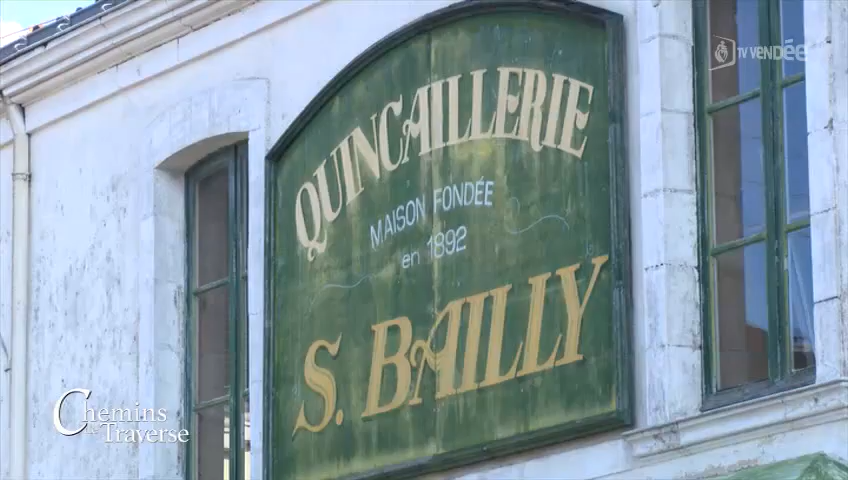 TV VENDÉE
QUINCAILLERIE
MAISON FONDÉE
en 1892
S. BAILLY
Chemins
de Traverse